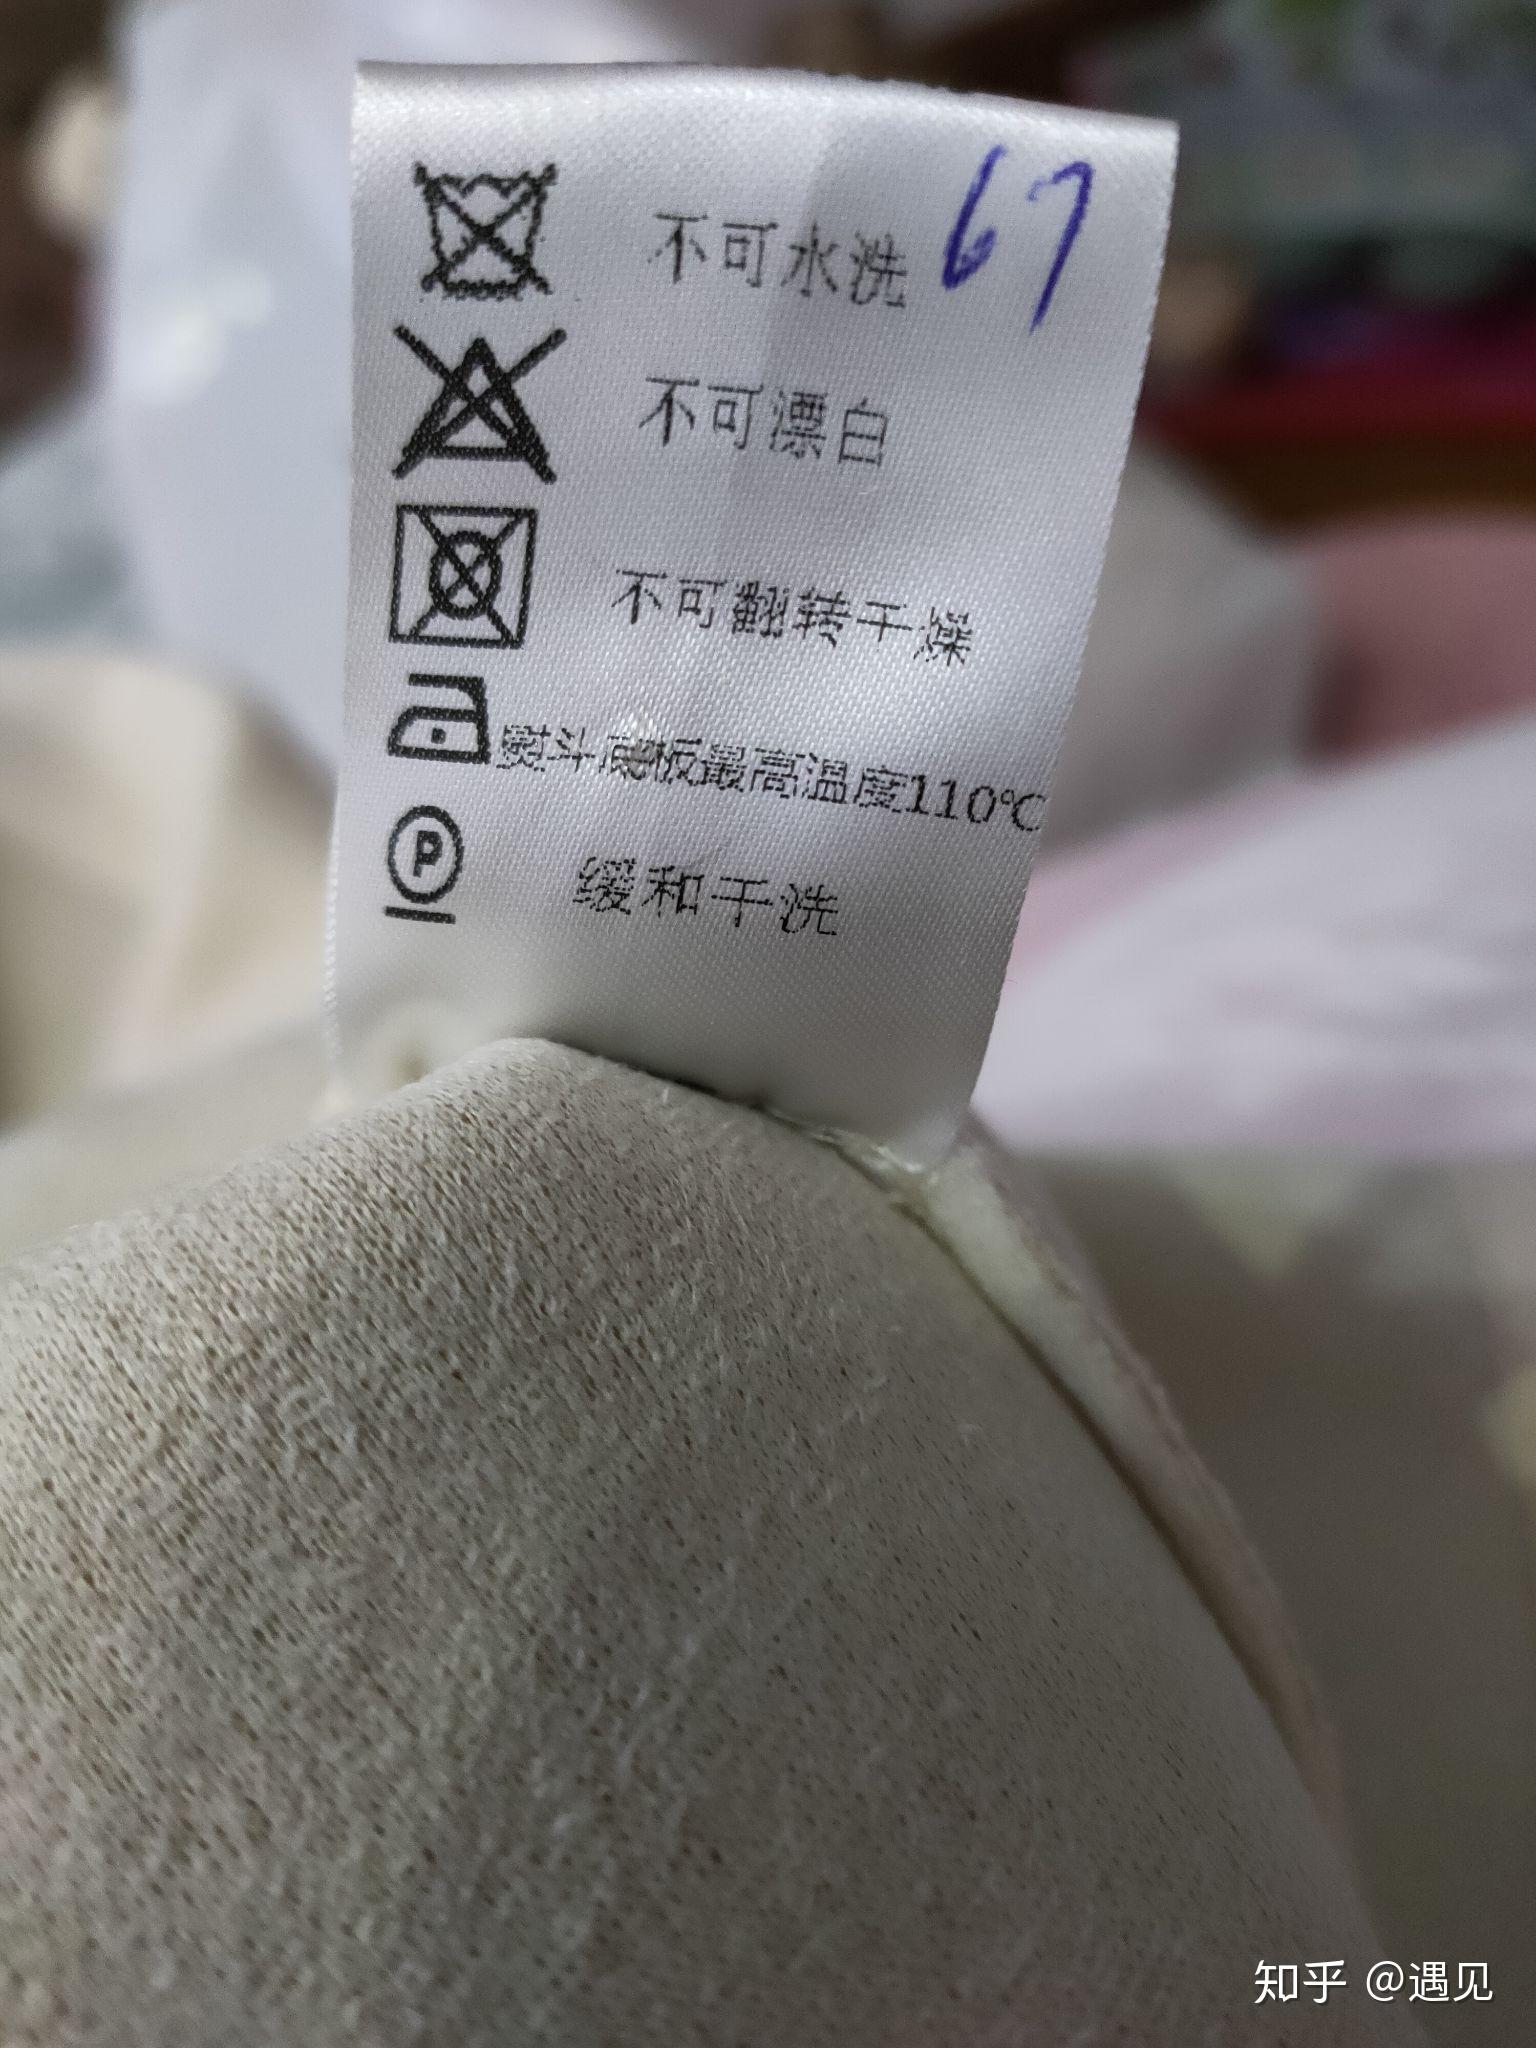 不可水洗 67
不可漂白
不可翻转干燥
熨斗底板最高温度110℃
P 缓和干洗
知乎 @遇见